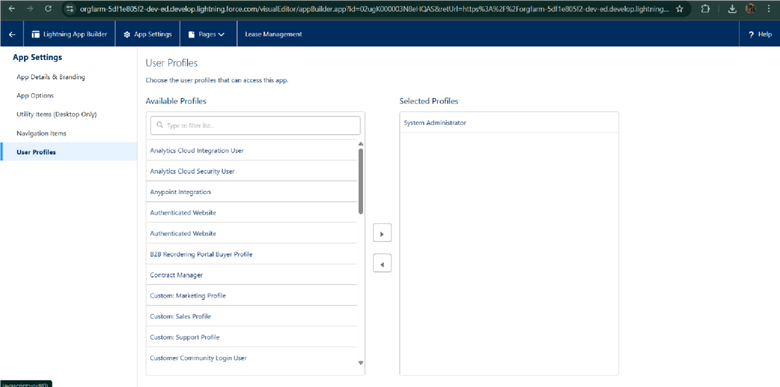 orgfarm-5df1e805f2-dev-ed.develop.lightning.force.com/visualEditor/appBuilder.app?id=02ugK000003N8eHQAS&retUrl=https%3A%2F%2Forgfarm-5df1e805f2-dev-ed.develop.lightning...
Lightning App Builder App Settings Pages Lease Management ? Help
App Settings
App Details & Branding
App Options
Utility Items (Desktop Only)
Navigation Items
User Profiles
User Profiles
Choose the user profiles that can access this app.
Available Profiles
Type to filter list...
Analytics Cloud Integration User
Analytics Cloud Security User
Anypoint Integration
Authenticated Website
Authenticated Website
B2B Reordering Portal Buyer Profile
Contract Manager
Custom: Marketing Profile
Custom: Sales Profile
Custom: Support Profile
Customer Community Login User
Selected Profiles
System Administrator